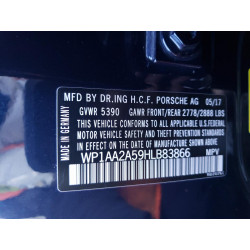 MFD BY DR.ING H.C.F. PORSCHE AG 05/17
GVWR 5390 GAWR FRONT/REAR 2778/2888 LBS
THIS VEHICLE CONFORMS TO ALL APPLICABLE
FEDERAL MOTOR VEHICLE SAFETY, BUMPER AND
THEFT PREVENTION STANDARDS IN EFFECT ON THE
DATE OF MANUFACTURE SHOWN ABOVE.
WP1AA2A59HLB83866 MPV
MADE IN GERMANY